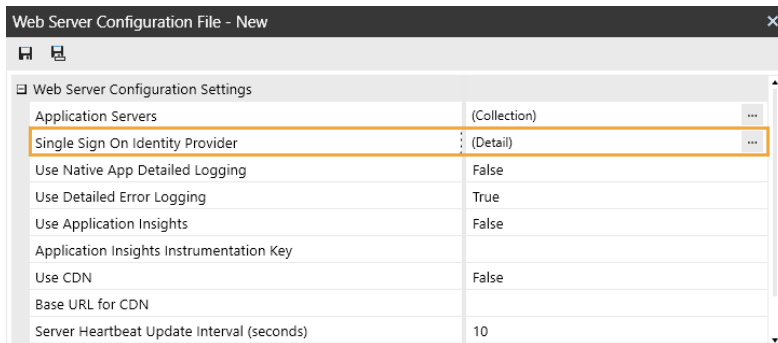 Web Server Configuration File - New
Web Server Configuration Settings
Application Servers (Collection) ...
Single Sign On Identity Provider (Detail) ...
Use Native App Detailed Logging False
Use Detailed Error Logging True
Use Application Insights False
Application Insights Instrumentation Key
Use CDN False
Base URL for CDN
Server Heartbeat Update Interval (seconds) 10